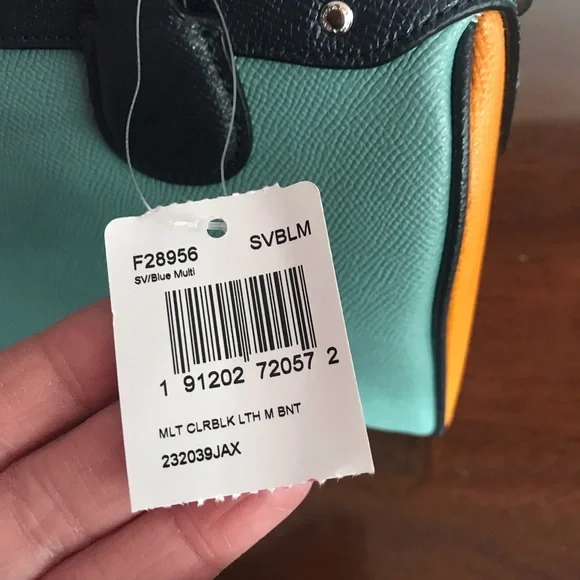 F28956 SVBLM
SV/Blue Multi
1 91202 72057 2
MLT CLRBLK LTH M BNT
232039JAX